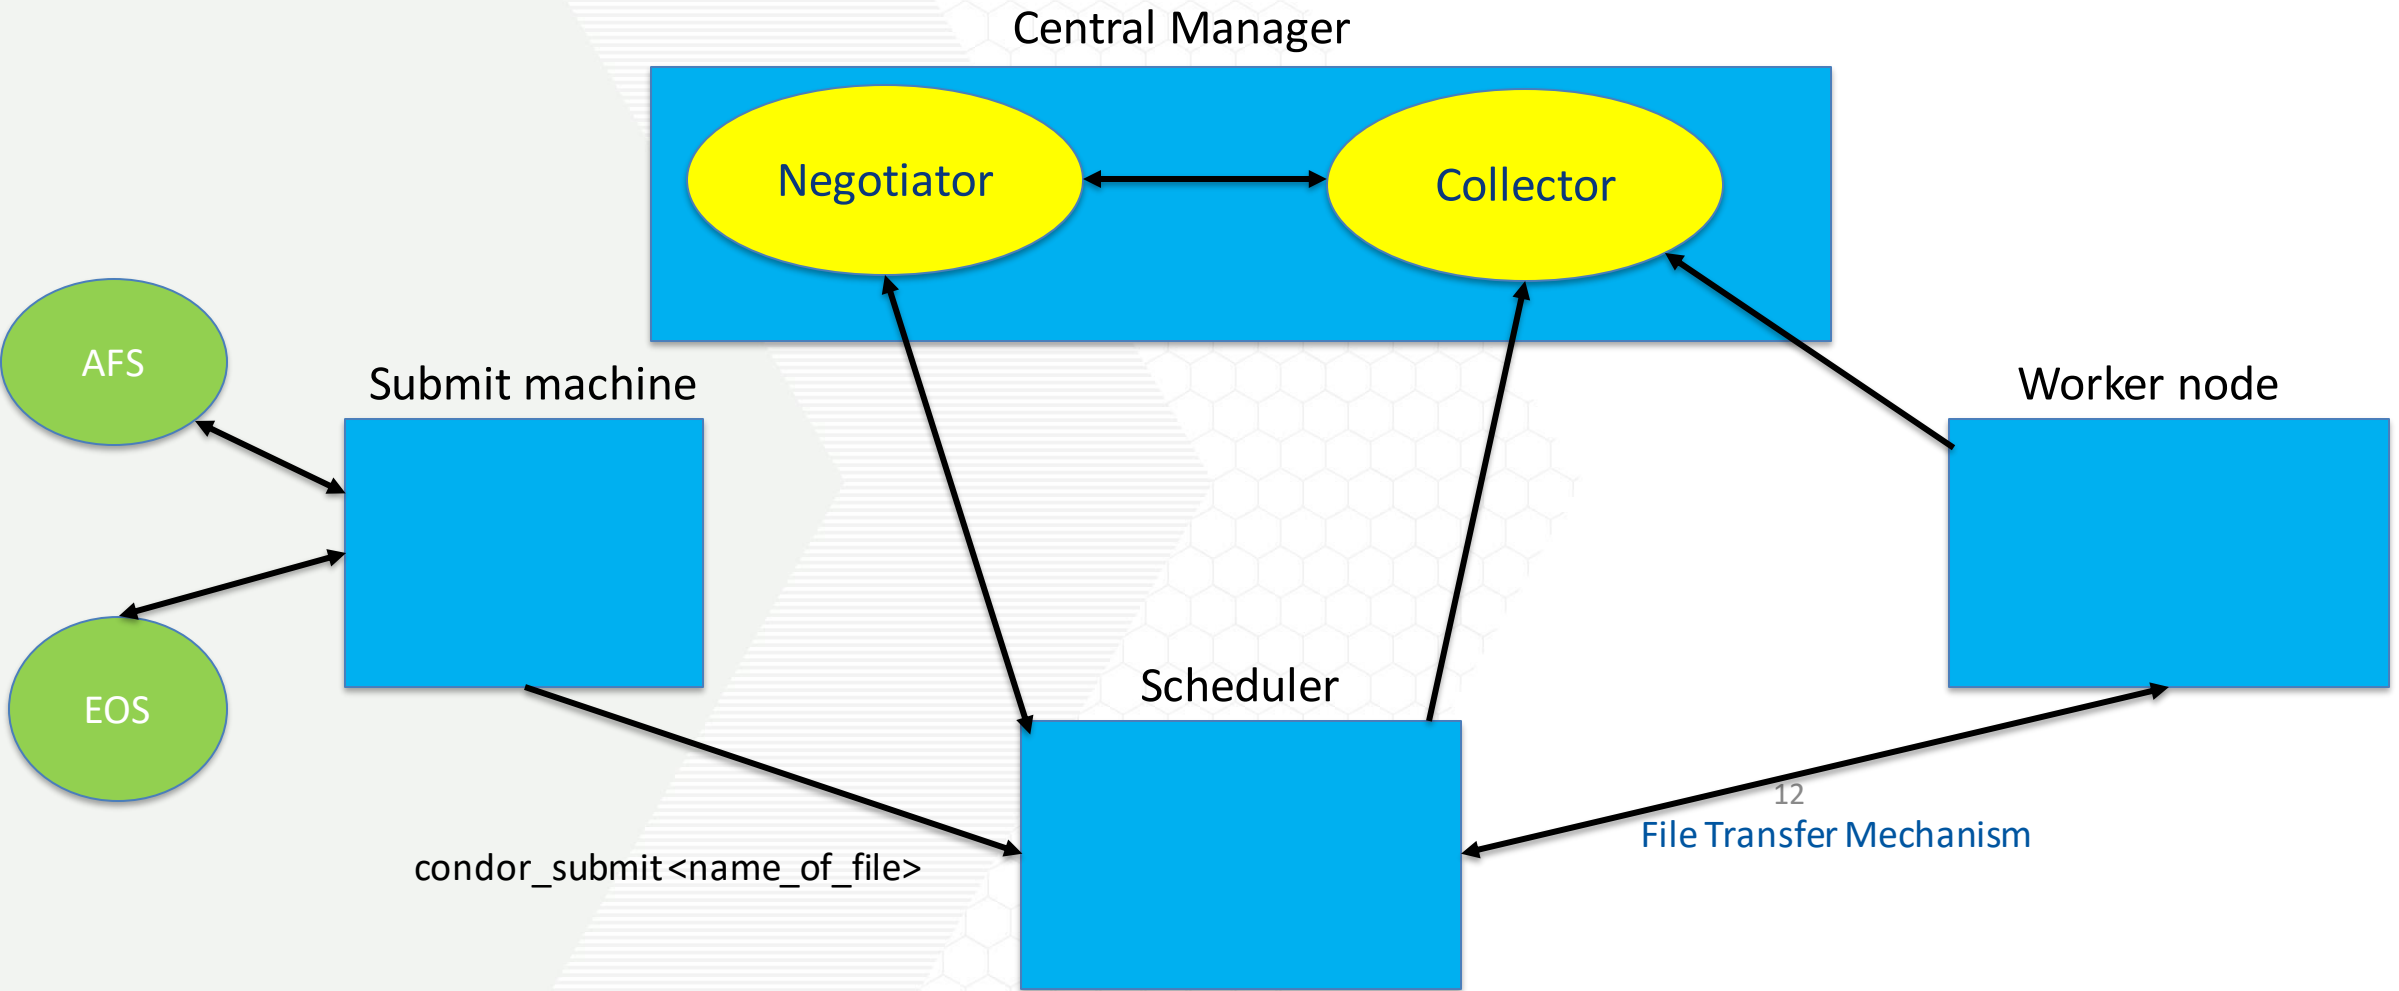 Central Manager
Negotiator
Collector
AFS
Submit machine
Worker node
EOS
Scheduler
12
File Transfer Mechanism
condor_submit <name_of_file>